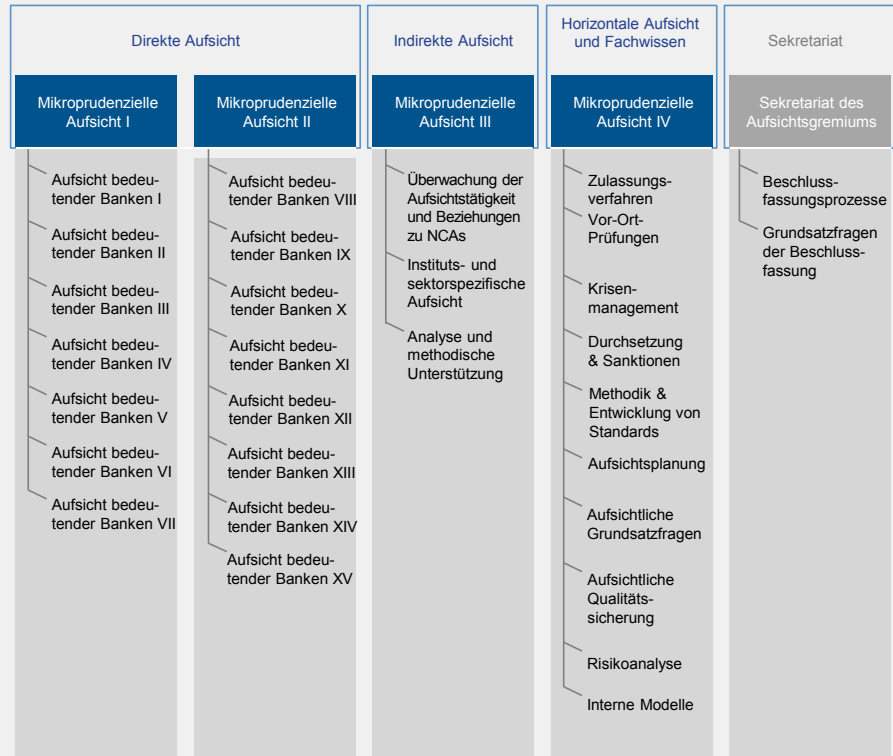 Direkte Aufsicht
Mikroprudenzielle
Aufsicht I
Aufsicht bedeu-
tender Banken I
Aufsicht bedeu-
tender Banken II
Aufsicht bedeu-
tender Banken III
Aufsicht bedeu-
tender Banken IV
Aufsicht bedeu-
tender Banken V
Aufsicht bedeu-
tender Banken VI
Aufsicht bedeu-
tender Banken VII
Mikroprudenzielle
Aufsicht II
Aufsicht bedeu-
tender Banken VIII
Aufsicht bedeu-
tender Banken IX
Aufsicht bedeu-
tender Banken X
Aufsicht bedeu-
tender Banken XI
Aufsicht bedeu-
tender Banken XII
Aufsicht bedeu-
tender Banken XIII
Aufsicht bedeu-
tender Banken XIV
Aufsicht bedeu-
tender Banken XV
Indirekte Aufsicht
Mikroprudenzielle
Aufsicht III
Überwachung der
Aufsichtstätigkeit
und Beziehungen
zu NCAs
Instituts- und
sektorspezifische
Aufsicht
Analyse und
methodische
Unterstützung
Horizontale Aufsicht
und Fachwissen
Mikroprudenzielle
Aufsicht IV
Zulassungs-
verfahren
Vor-Ort-
Prüfungen
Krisen-
management
Durchsetzung
& Sanktionen
Methodik &
Entwicklung von
Standards
Aufsichtsplanung
Aufsichtliche
Grundsatzfragen
Aufsichtliche
Qualitäts-
sicherung
Risikoanalyse
Interne Modelle
Sekretariat
Sekretariat des
Aufsichtsgremiums
Beschluss-
fassungsprozesse
Grundsatzfragen
der Beschluss-
fassung